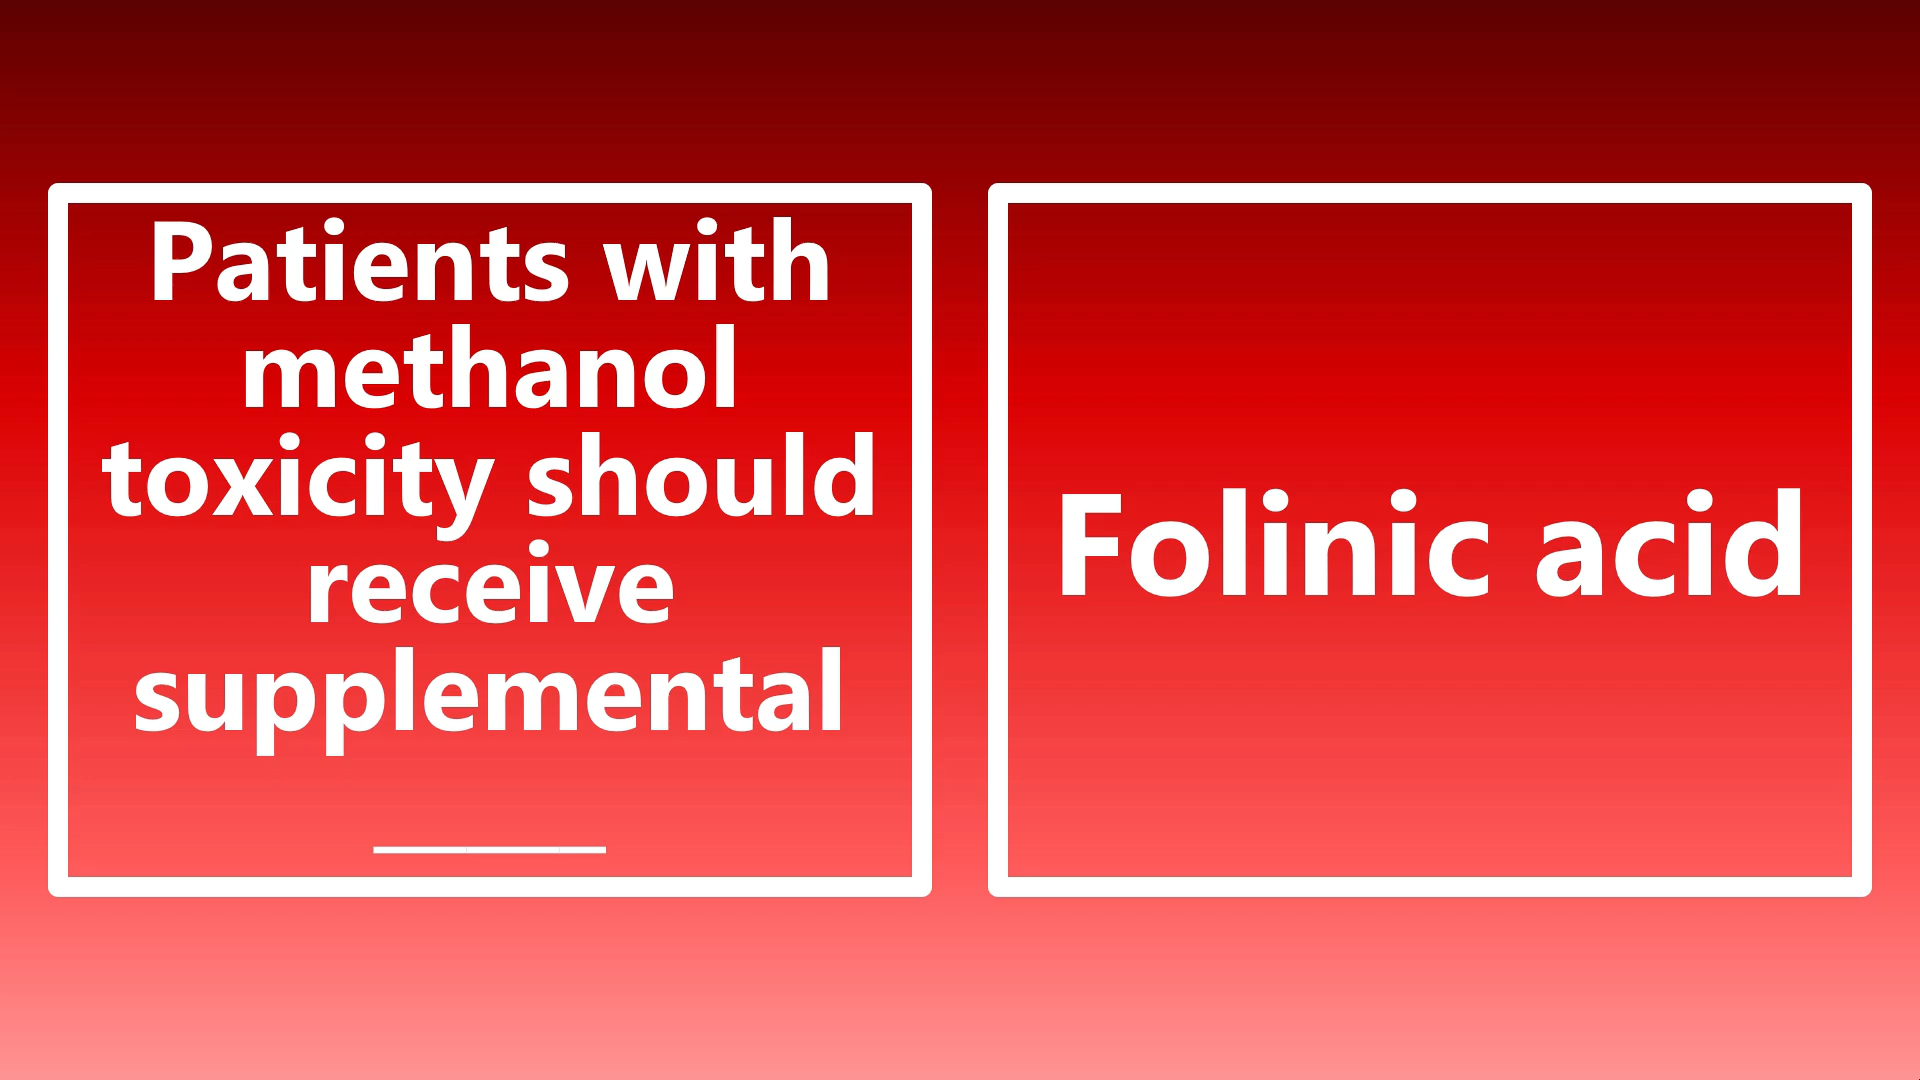 Patients with
methanol
toxicity should
receive
supplemental
_____
Folinic acid